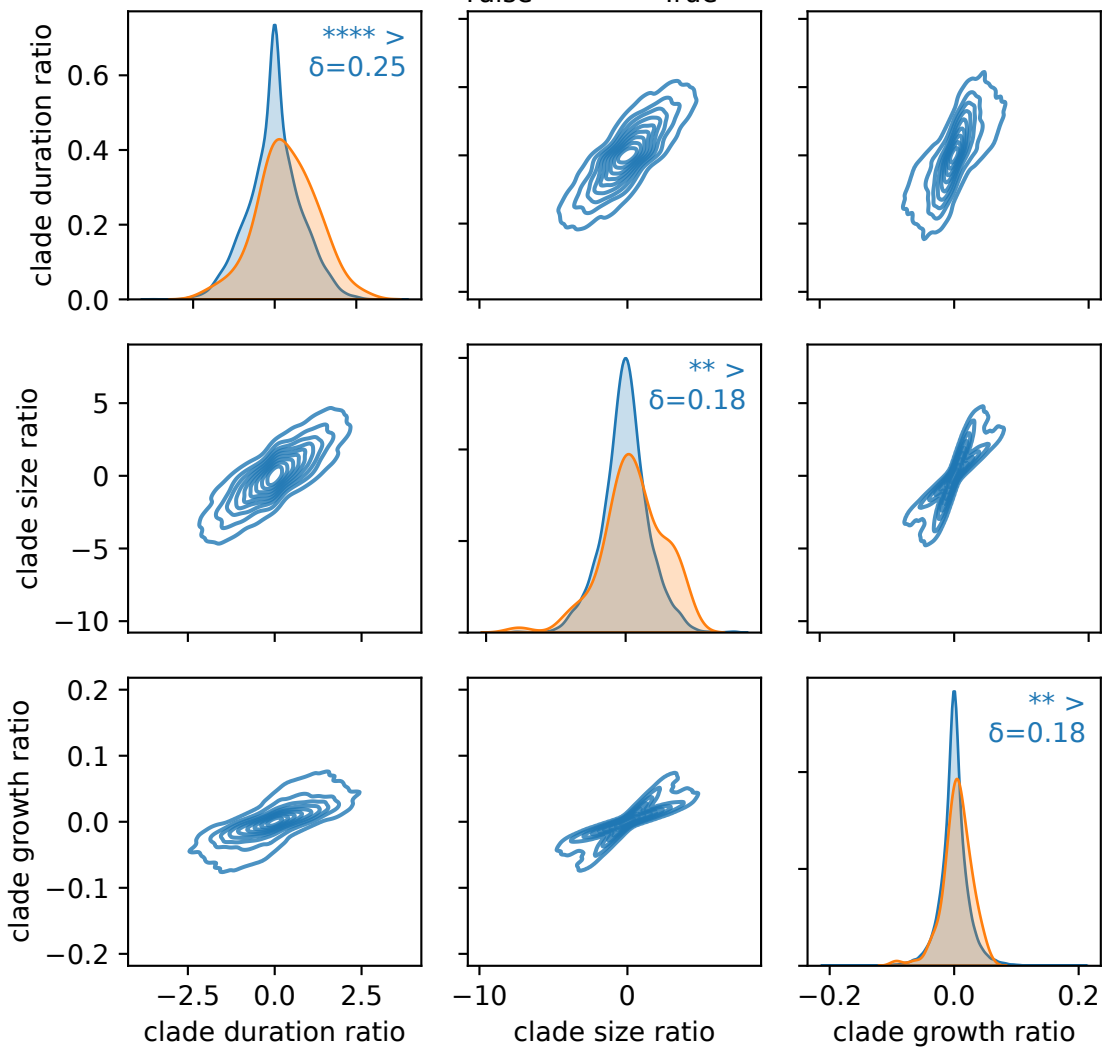 True
clade duration ratio
0.6
0.4
0.2
0.0
**** >
δ=0.25
clade size ratio
5
0
−5
−10
** >
δ=0.18
clade growth ratio
0.2
0.1
0.0
−0.1
−0.2
** >
δ=0.18
−2.5
0.0
2.5
−10
0
−0.2
0.0
0.2
clade duration ratio
clade size ratio
clade growth ratio